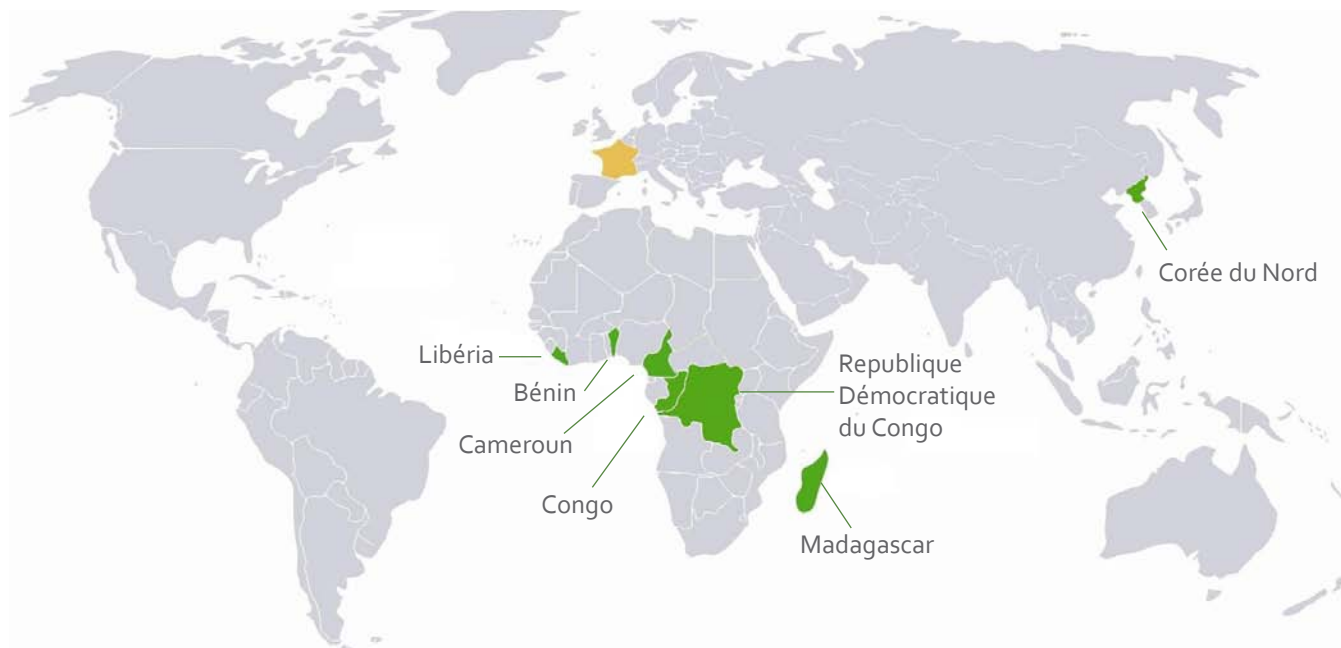 Corée du Nord
Libéria
Bénin
Cameroun
Congo
Republique
Démocratique
du Congo
Madagascar